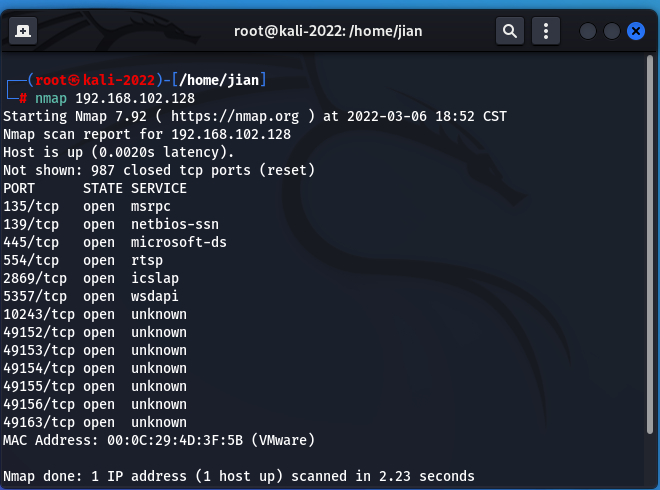 root@kali-2022: /home/jian
┌──(root㉿kali-2022)-[/home/jian]
└─# nmap 192.168.102.128
Starting Nmap 7.92 ( https://nmap.org ) at 2022-03-06 18:52 CST
Nmap scan report for 192.168.102.128
Host is up (0.0020s latency).
Not shown: 987 closed tcp ports (reset)
PORT      STATE SERVICE
135/tcp   open  msrpc
139/tcp   open  netbios-ssn
445/tcp   open  microsoft-ds
554/tcp   open  rtsp
2869/tcp  open  icslap
5357/tcp  open  wsdapi
10243/tcp open  unknown
49152/tcp open  unknown
49153/tcp open  unknown
49154/tcp open  unknown
49155/tcp open  unknown
49156/tcp open  unknown
49163/tcp open  unknown
MAC Address: 00:0C:29:4D:3F:5B (VMware)
Nmap done: 1 IP address (1 host up) scanned in 2.23 seconds